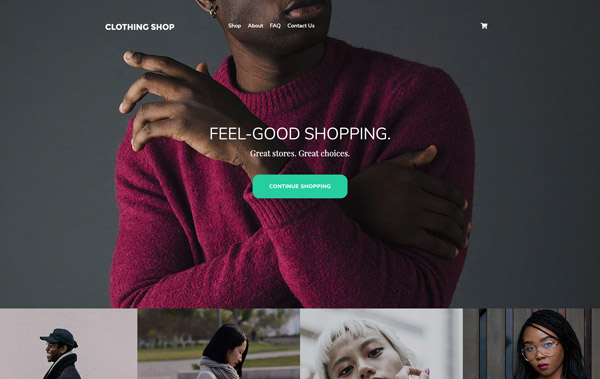 CLOTHING SHOP
Shop About FAQ Contact Us
FEEL-GOOD SHOPPING.
Great stores. Great choices.
CONTINUE SHOPPING